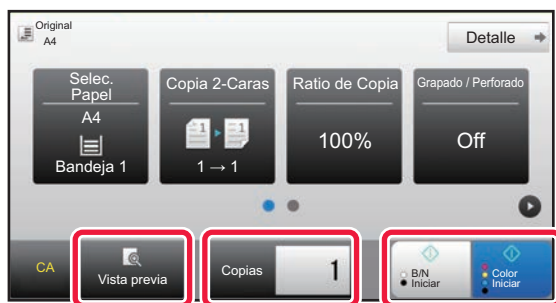 Original
A4
Detalle
Selec.
Papel
A4
Bandeja 1
Copia 2-Caras
1 1
1 → 1
Ratio de Copia
100%
Grapado / Perforado
Off
CA
Vista previa
Copias
1
B/N
Iniciar
Color
Iniciar